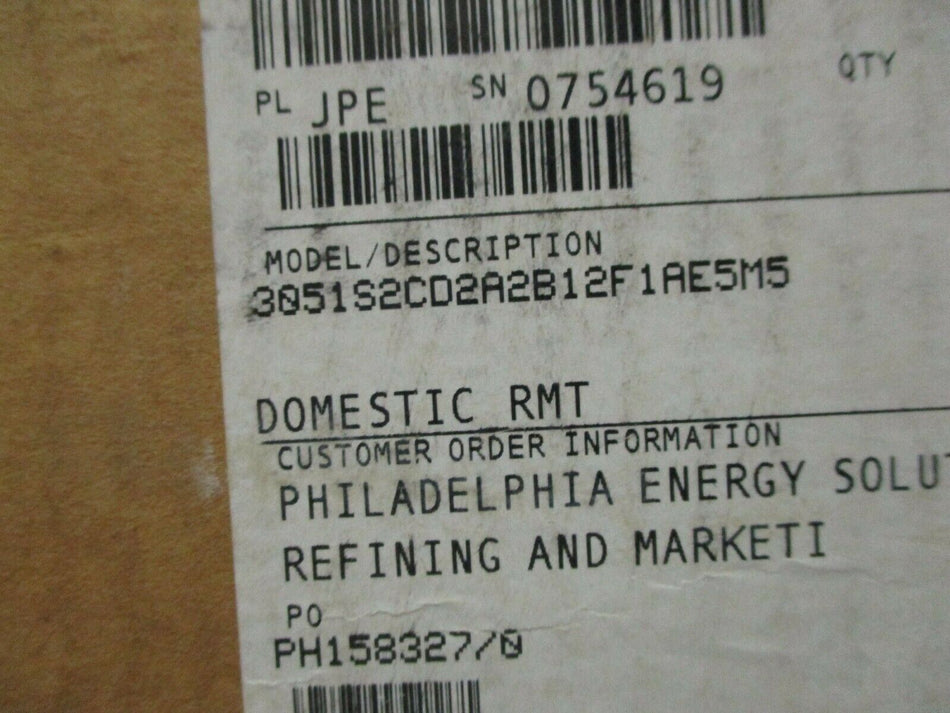 PL JPE SN 0754619 QTY
MODEL/DESCRIPTION
3051S2CD2A2B12F1AE5M5
DOMESTIC RMT
CUSTOMER ORDER INFORMATION
PHILADELPHIA ENERGY SOLU
REFINING AND MARKETI
PO
PH158327/0